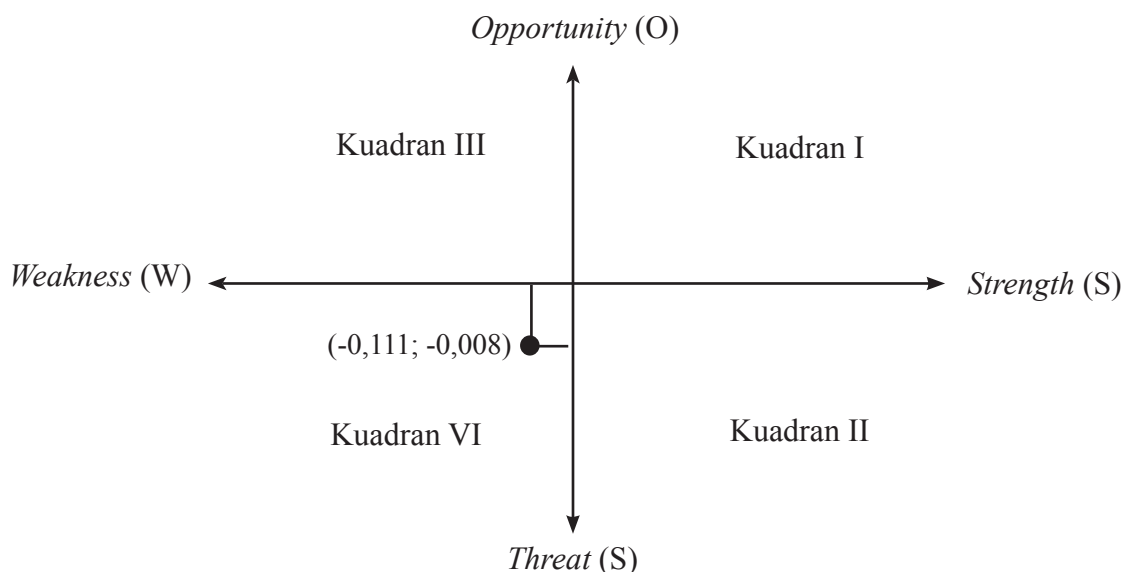 Opportunity (O)
Kuadran III
Kuadran I
Weakness (W)
Strength (S)
(-0,111; -0,008)
Kuadran VI
Kuadran II
Threat (S)